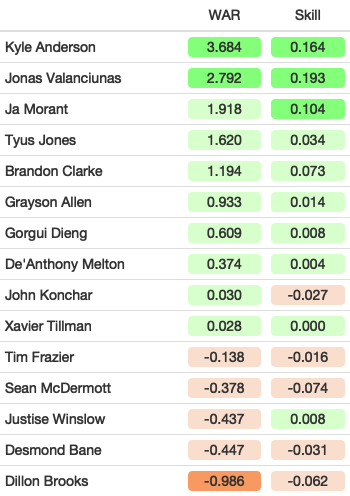 WAR Skill
Kyle Anderson 3.684 0.164
Jonas Valanciunas 2.792 0.193
Ja Morant 1.918 0.104
Tyus Jones 1.620 0.034
Brandon Clarke 1.194 0.073
Grayson Allen 0.933 0.014
Gorgui Dieng 0.609 0.008
De'Anthony Melton 0.374 0.004
John Konchar 0.030 -0.027
Xavier Tillman 0.028 0.000
Tim Frazier -0.138 -0.016
Sean McDermott -0.378 -0.074
Justise Winslow -0.437 0.008
Desmond Bane -0.447 -0.031
Dillon Brooks -0.986 -0.062